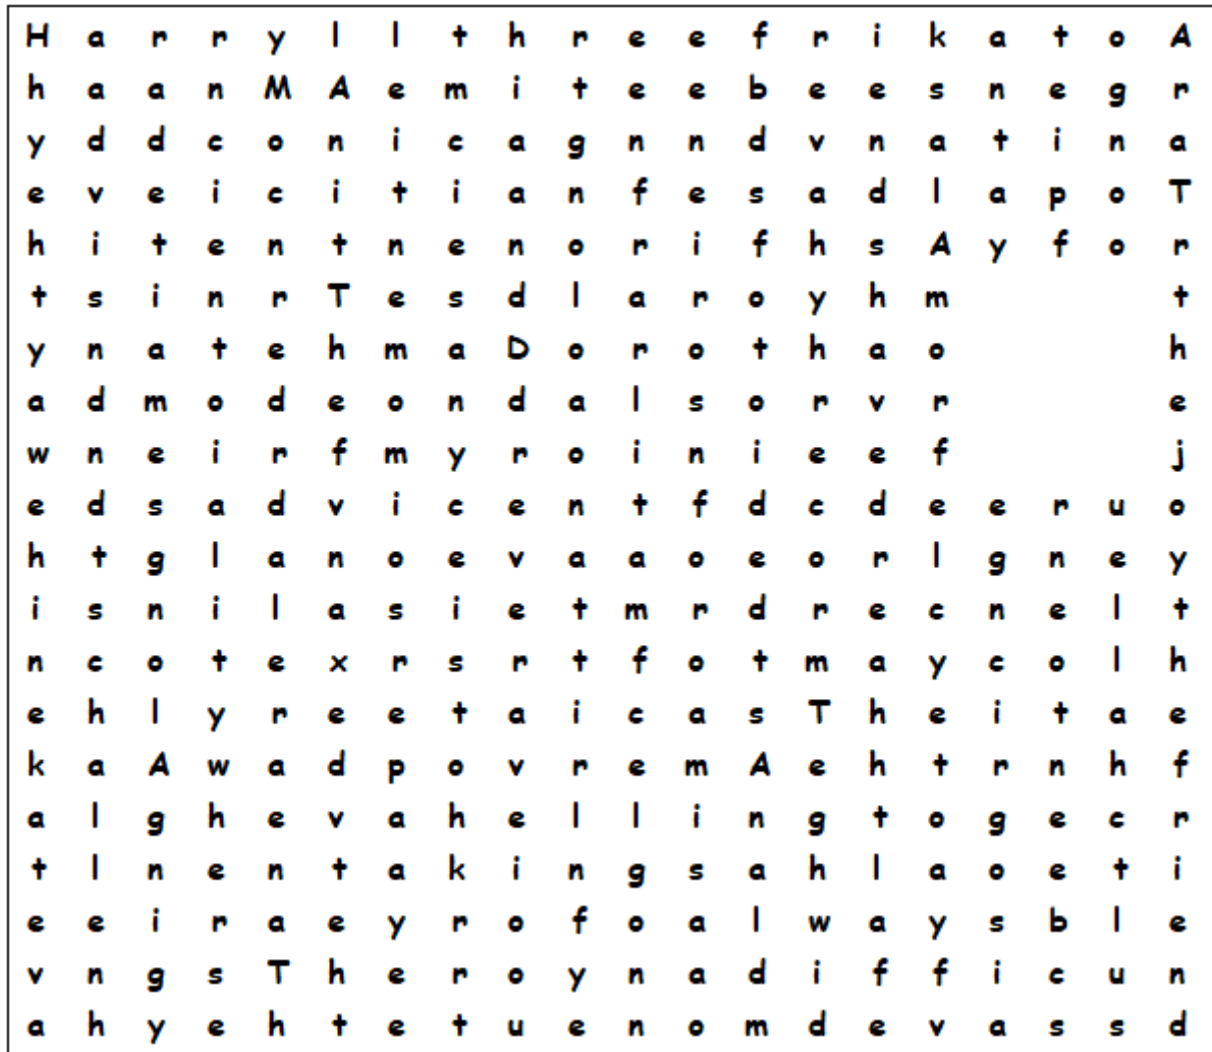 H a r r y l l t h r e e f r i k a t o A
h a a n M A e m i t e e b e e s n e g r
y d d c o n i c a g n n d v n a t i n a
e v e i c i t i a n f e s a d l a p o T
h i t e n t n e n o r i f h s A y f o r
t s i n r T e s d l a r o y h m t
y n a t e h m a D o r o t h a o h
a d m o d e o n d a l s o r v r e
w n e i r f m y r o i n i e e f j
e d s a d v i c e n t f d c d e e r u o
h t g l a n o e v a a o e o r l g n e y
i s n i l a s i e t m r d r e c n e l t
n c o t e x r s r t f o t m a y c o l h
e h l y r e e t a i c a s T h e i t a e
k a A w a d p o v r e m A e h t r n h f
a l g h e v a h e l l i n g t o g e c r
t l n e n t a k i n g s a h l a o e t i
e e i r a e y r o f o a l w a y s b l e
v n g s T h e r o y n a d i f f i c u n
a h y e h t e t u e n o m d e v a s s d